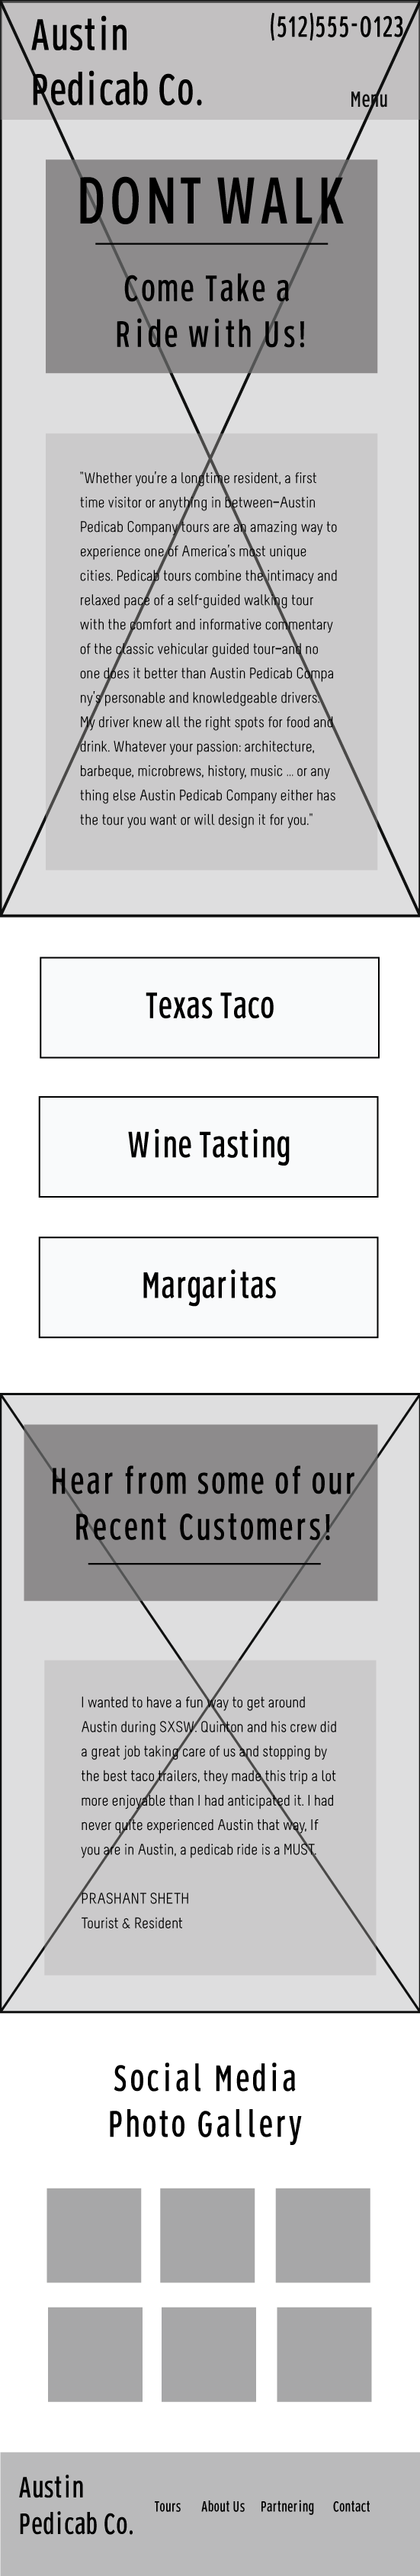 Austin
Pedicab Co.
(512)555-0123
Menu
DONT WALK
Come Take a
Ride with Us!
"Whether you're a longtime resident, a first
time visitor or anything in between–Austin
Pedicab Company tours are an amazing way to
experience one of America's most unique
cities. Pedicab tours combine the intimacy and
relaxed pace of a self-guided walking tour
with the comfort and informative commentary
of the classic vehicular guided tour–and no
one does it better than Austin Pedicab Compa
ny's personable and knowledgeable drivers.
My driver knew all the right spots for food and
drink. Whatever your passion: architecture,
barbeque, microbrews, history, music ... or any
thing else Austin Pedicab Company either has
the tour you want or will design it for you."
Texas Taco
Wine Tasting
Margaritas
Hear from some of our
Recent Customers!
I wanted to have a fun way to get around
Austin during SXSW. Quinton and his crew did
a great job taking care of us and stopping by
the best taco trailers, they made this trip a lot
more enjoyable than I had anticipated it. I had
never quite experienced Austin that way, If
you are in Austin, a pedicab ride is a MUST.
PRASHANT SHETH
Tourist & Resident
Social Media
Photo Gallery
Austin
Pedicab Co.
Tours About Us Partnering Contact